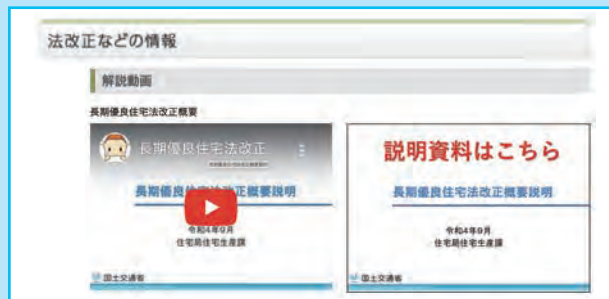 法改正などの情報
解説動画
長期優良住宅法改正概要
長期優良住宅法改正
長期優良住宅法改正概要説明
令和4年9月
住宅局住宅生産課
国土交通省
説明資料はこちら
長期優良住宅法改正概要説明
令和4年9月
住宅局住宅生産課
国土交通省